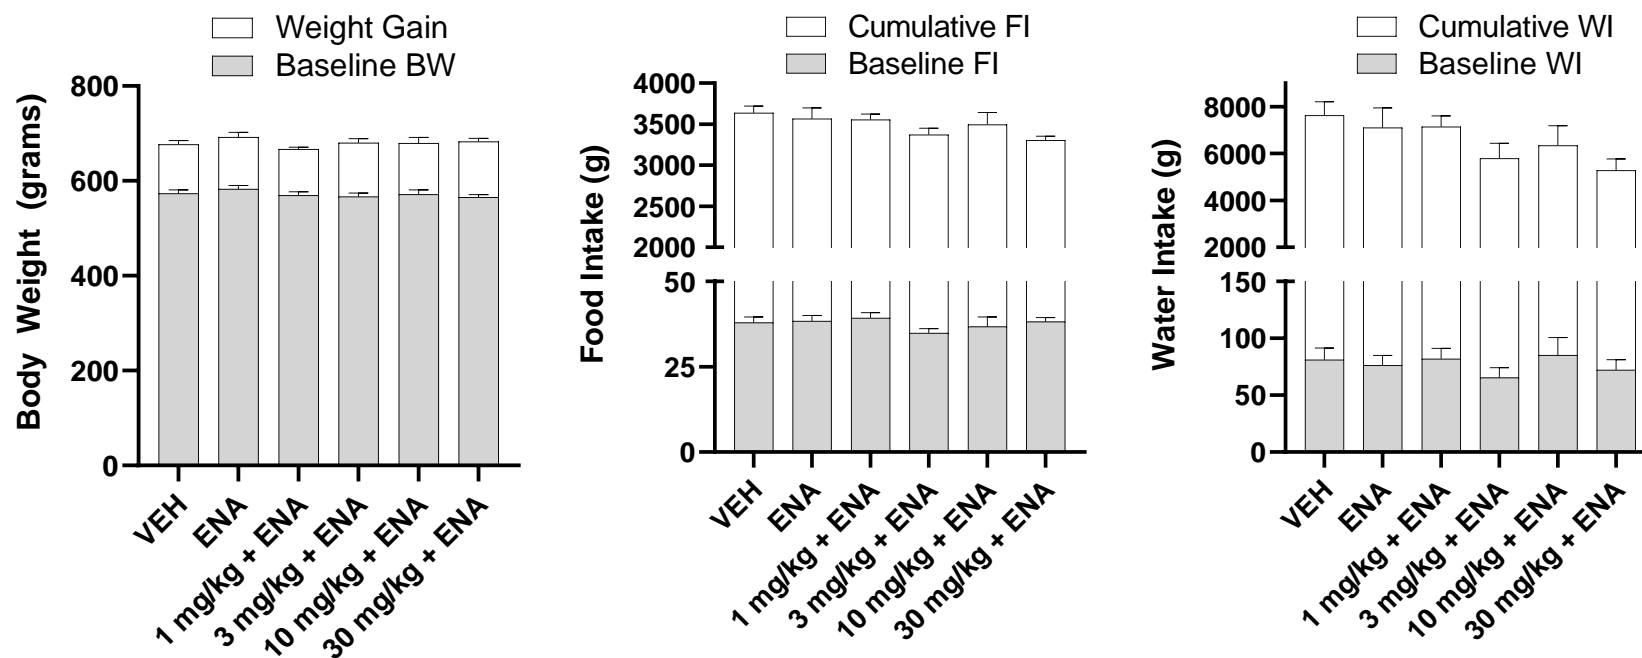 Weight Gain
Baseline BW
Body Weight (grams)
800
600
400
200
0
VEH
ENA
1 mg/kg + ENA
3 mg/kg + ENA
10 mg/kg + ENA
30 mg/kg + ENA
Cumulative FI
Baseline FI
Food Intake (g)
4000
3500
3000
2500
2000
50
25
0
VEH
ENA
1 mg/kg + ENA
3 mg/kg + ENA
10 mg/kg + ENA
30 mg/kg + ENA
Cumulative WI
Baseline WI
Water Intake (g)
8000
6000
4000
2000
150
100
50
0
VEH
ENA
1 mg/kg + ENA
3 mg/kg + ENA
10 mg/kg + ENA
30 mg/kg + ENA